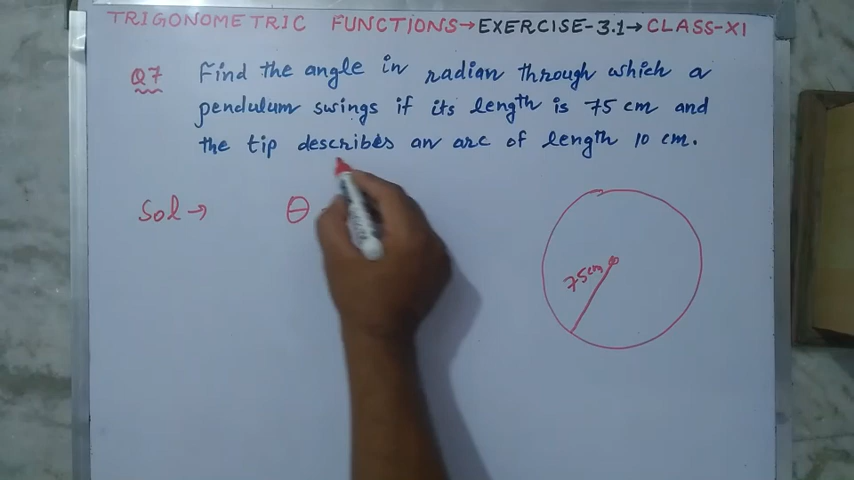 TRIGONOMETRIC FUNCTIONS→EXERCISE-3.1→CLASS-XI
Q7 Find the angle in radian through which a
pendulum swings if its length is 75 cm and
the tip describes an arc of length 10 cm.
Sol→ θ
75cm